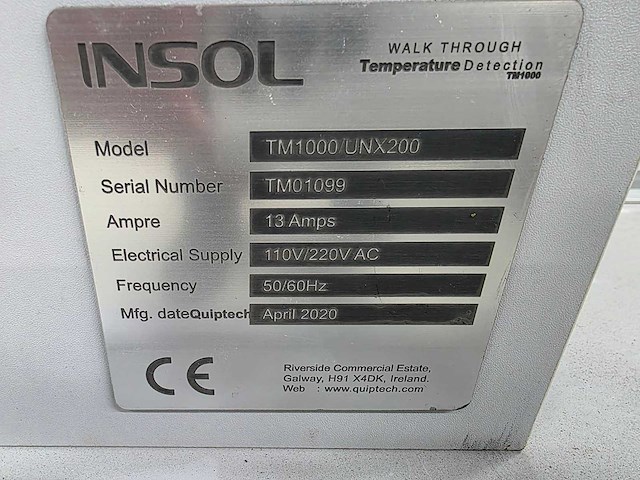 INSOL
WALK THROUGH
Temperature Detection
TM1000
Model TM1000/UNX200
Serial Number TM01099
Ampre 13 Amps
Electrical Supply 110V/220V AC
Frequency 50/60Hz
Mfg. date Quiptech April 2020
CE
Riverside Commercial Estate,
Galway, H91 X4DK, Ireland.
Web : www.quiptech.com